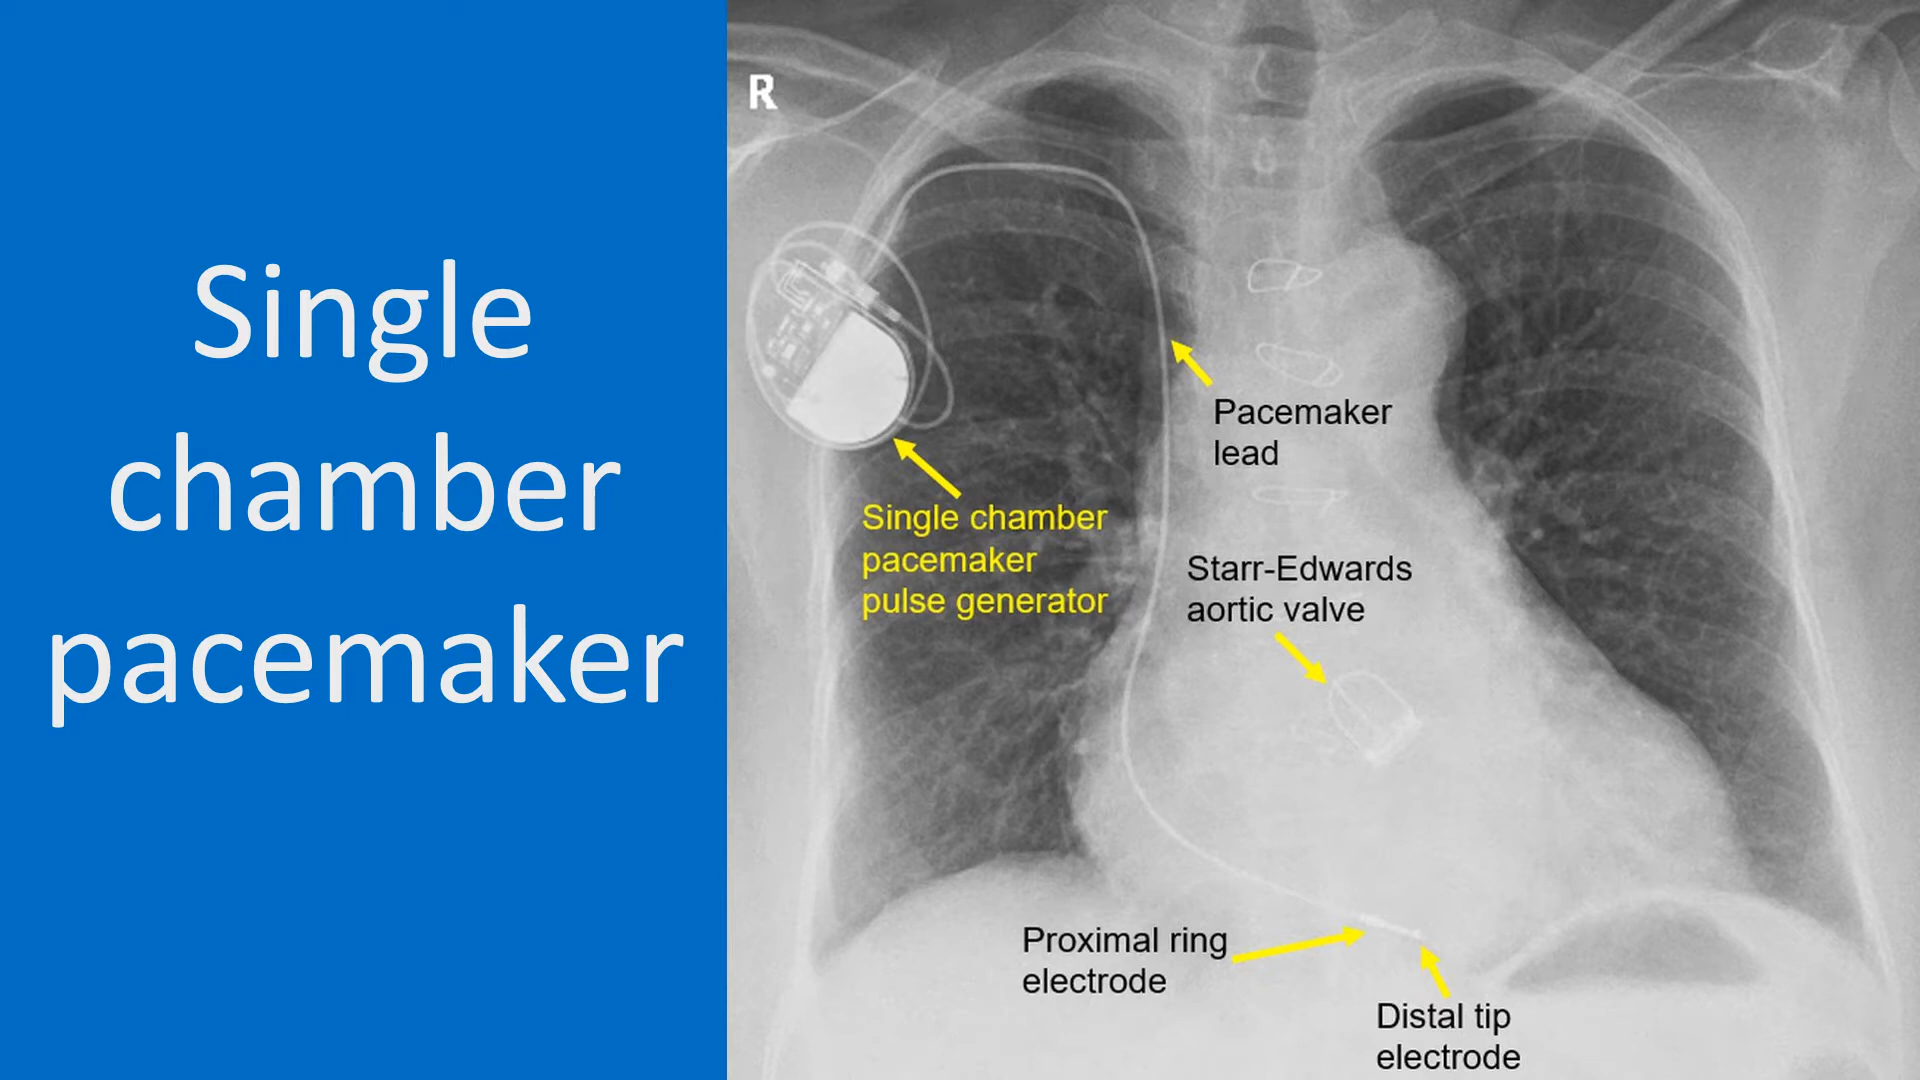 Single
chamber
pacemaker
R
Pacemaker
lead
Single chamber
pacemaker
pulse generator
Starr-Edwards
aortic valve
Proximal ring
electrode
Distal tip
electrode